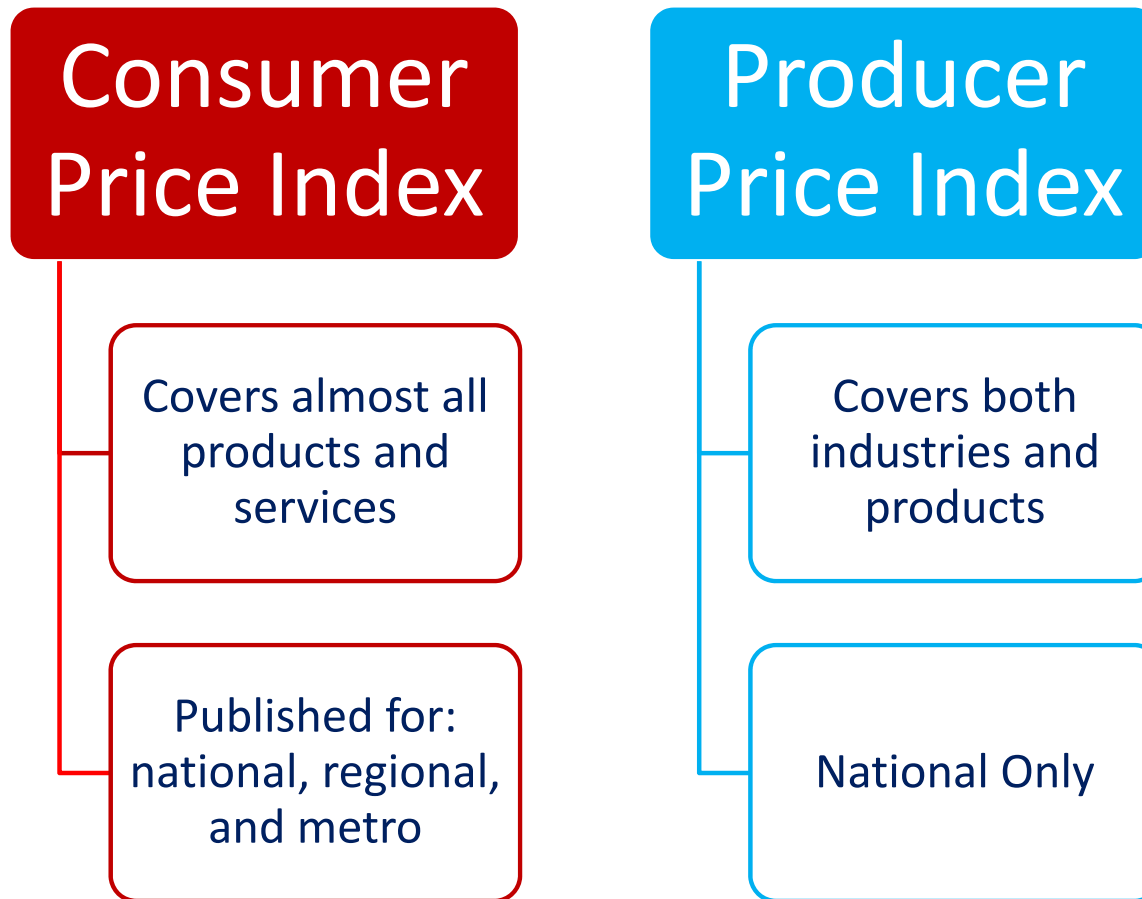 Consumer
Price Index
Covers almost all
products and
services
Published for:
national, regional,
and metro
Producer
Price Index
Covers both
industries and
products
National Only